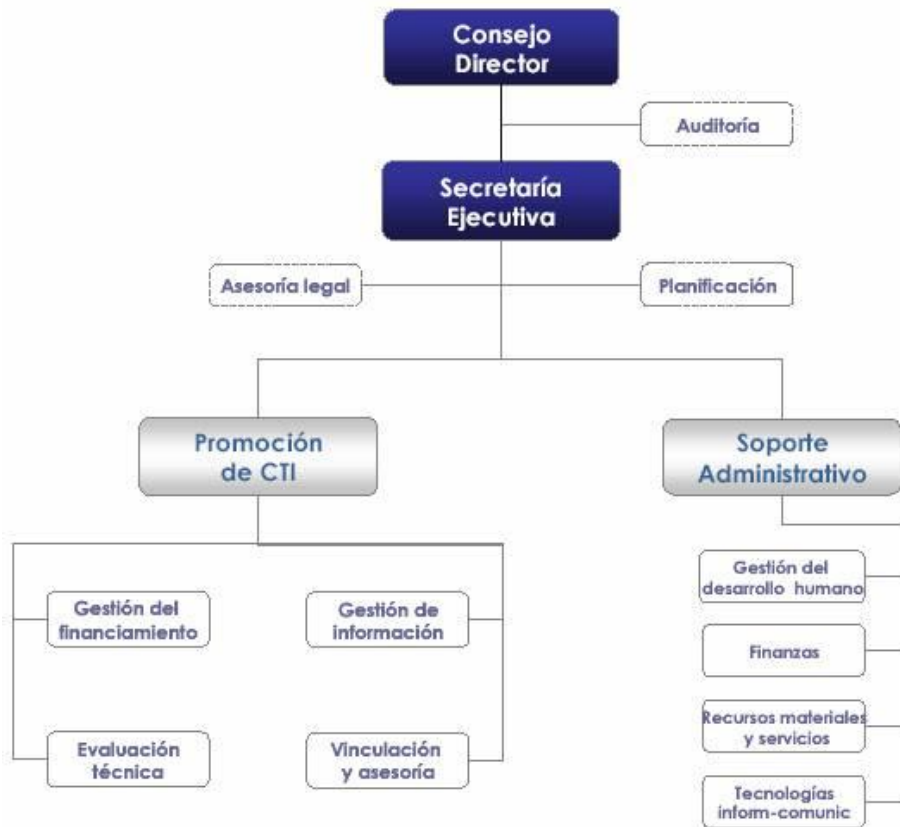 Consejo
Director
Auditoría
Secretaría
Ejecutiva
Asesoría legal
Planificación
Promoción
de CTI
Soporte
Administrativo
Gestión del
financiamiento
Gestión de
información
Evaluación
técnica
Vinculación
y asesoría
Gestión del
desarrollo humano
Finanzas
Recursos materiales
y servicios
Tecnologías
inform-comunic